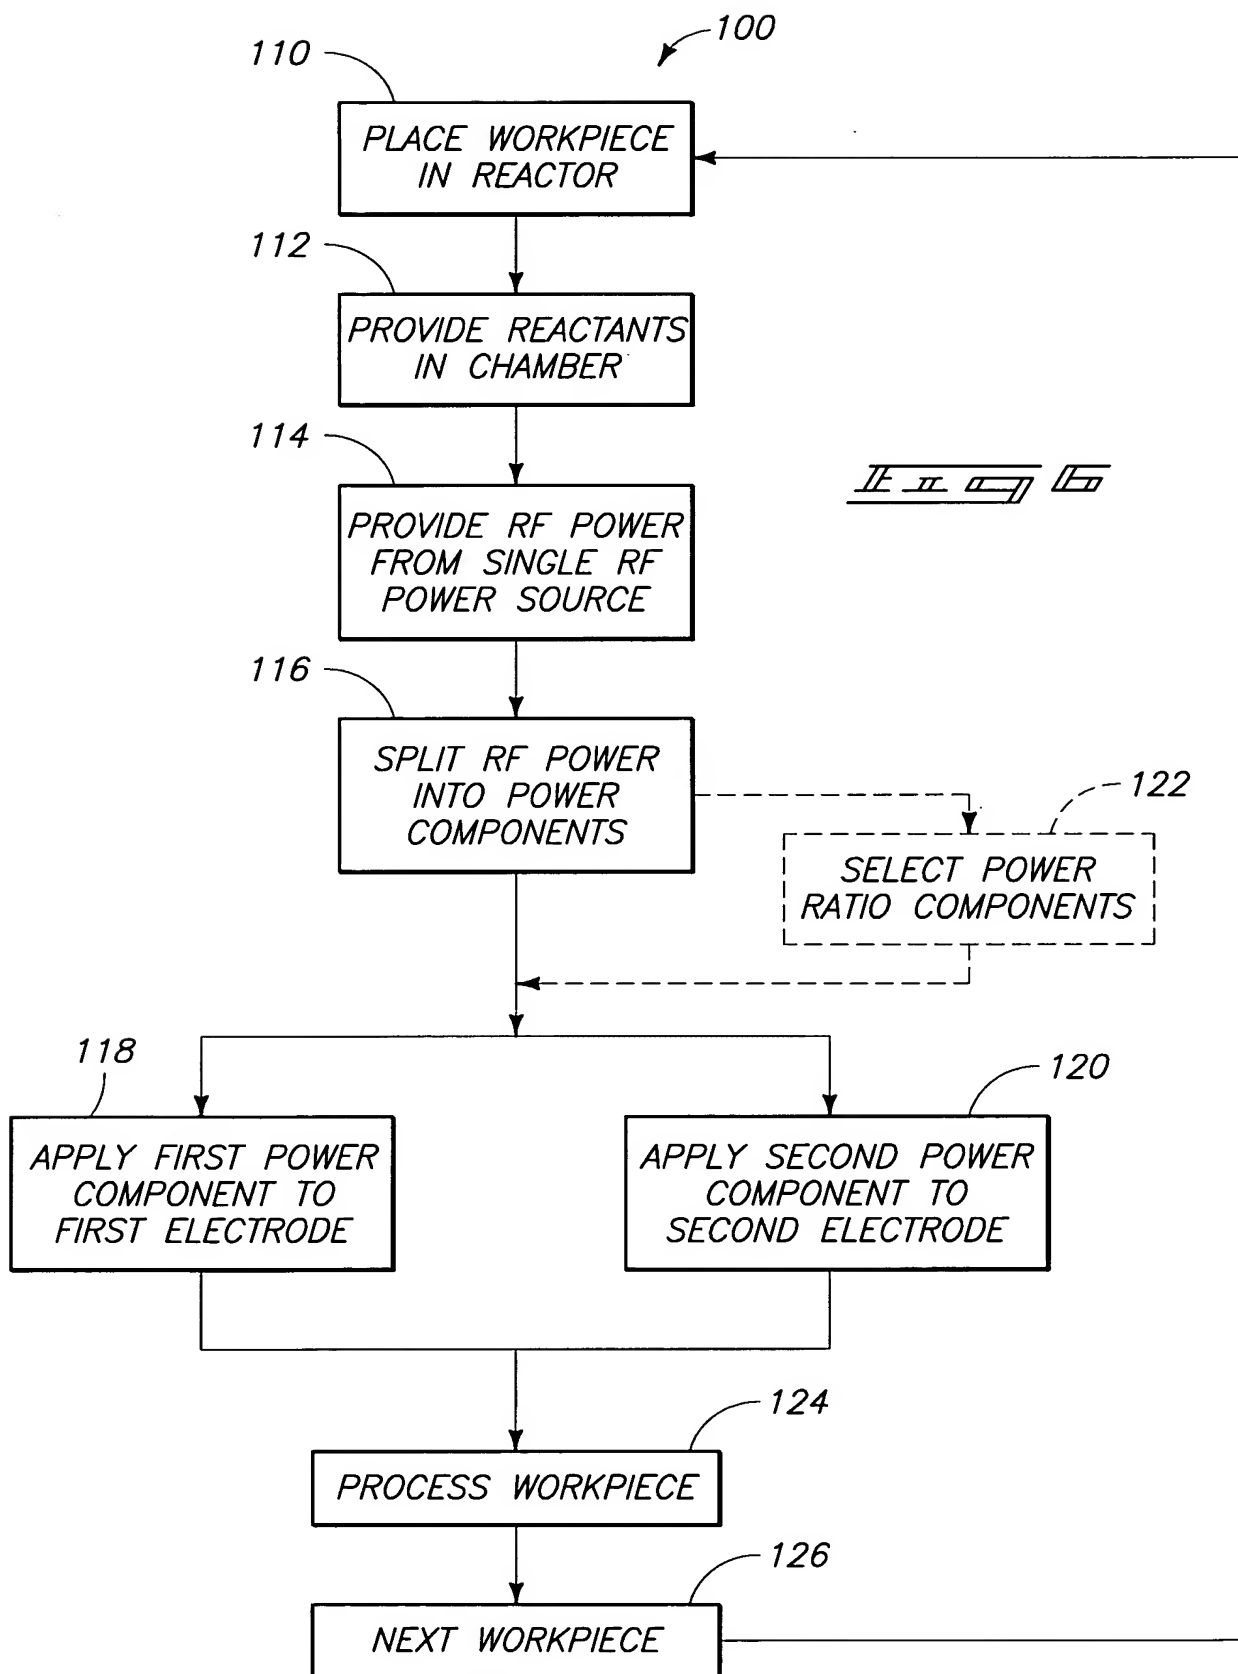 100
110
PLACE WORKPIECE
IN REACTOR
112
PROVIDE REACTANTS
IN CHAMBER
114
PROVIDE RF POWER
FROM SINGLE RF
POWER SOURCE
Fig 6
116
SPLIT RF POWER
INTO POWER
COMPONENTS
122
SELECT POWER
RATIO COMPONENTS
118
APPLY FIRST POWER
COMPONENT TO
FIRST ELECTRODE
120
APPLY SECOND POWER
COMPONENT TO
SECOND ELECTRODE
124
PROCESS WORKPIECE
126
NEXT WORKPIECE